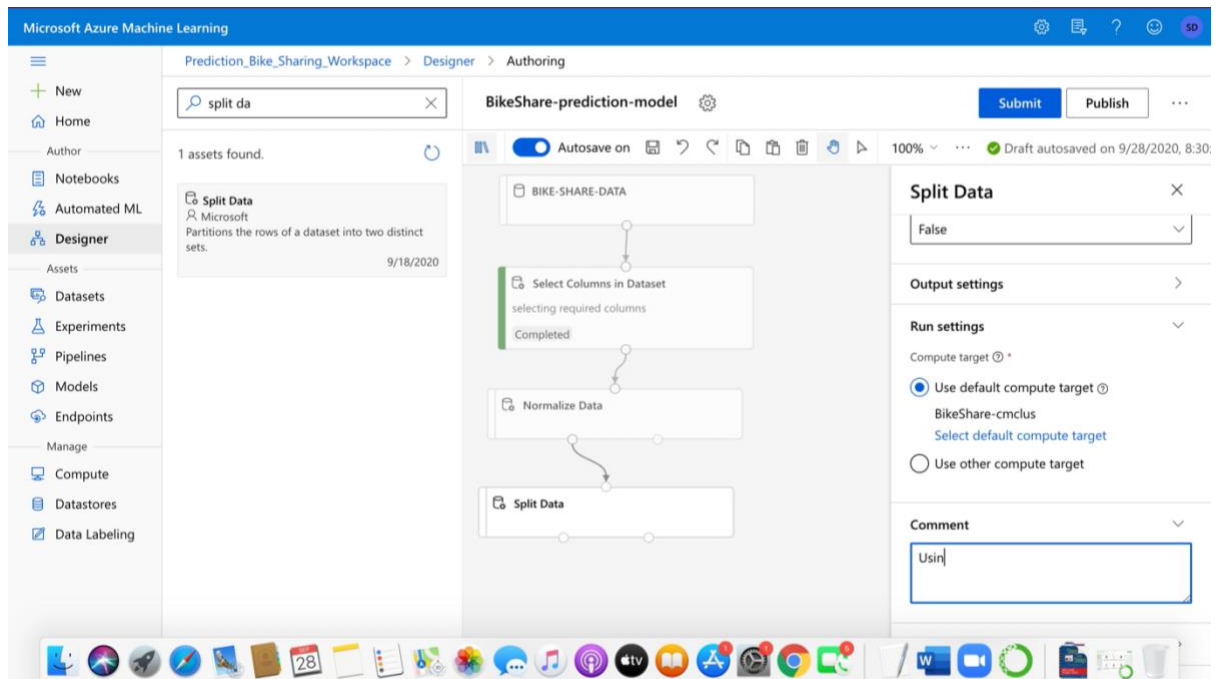 Microsoft Azure Machine Learning
SD
Prediction_Bike_Sharing_Workspace > Designer > Authoring
New
Home
Author
Notebooks
Automated ML
Designer
Assets
Datasets
Experiments
Pipelines
Models
Endpoints
Manage
Compute
Datastores
Data Labeling
split da
1 assets found.
Split Data
Microsoft
Partitions the rows of a dataset into two distinct
sets.
9/18/2020
BikeShare-prediction-model
Submit
Publish
Autosave on
100%
Draft autosaved on 9/28/2020, 8:30:
BIKE-SHARE-DATA
Select Columns in Dataset
selecting required columns
Completed
Normalize Data
Split Data
Split Data
False
Output settings
Run settings
Compute target *
Use default compute target
BikeShare-cmclus
Select default compute target
Use other compute target
Comment
Usin
28
tv
W